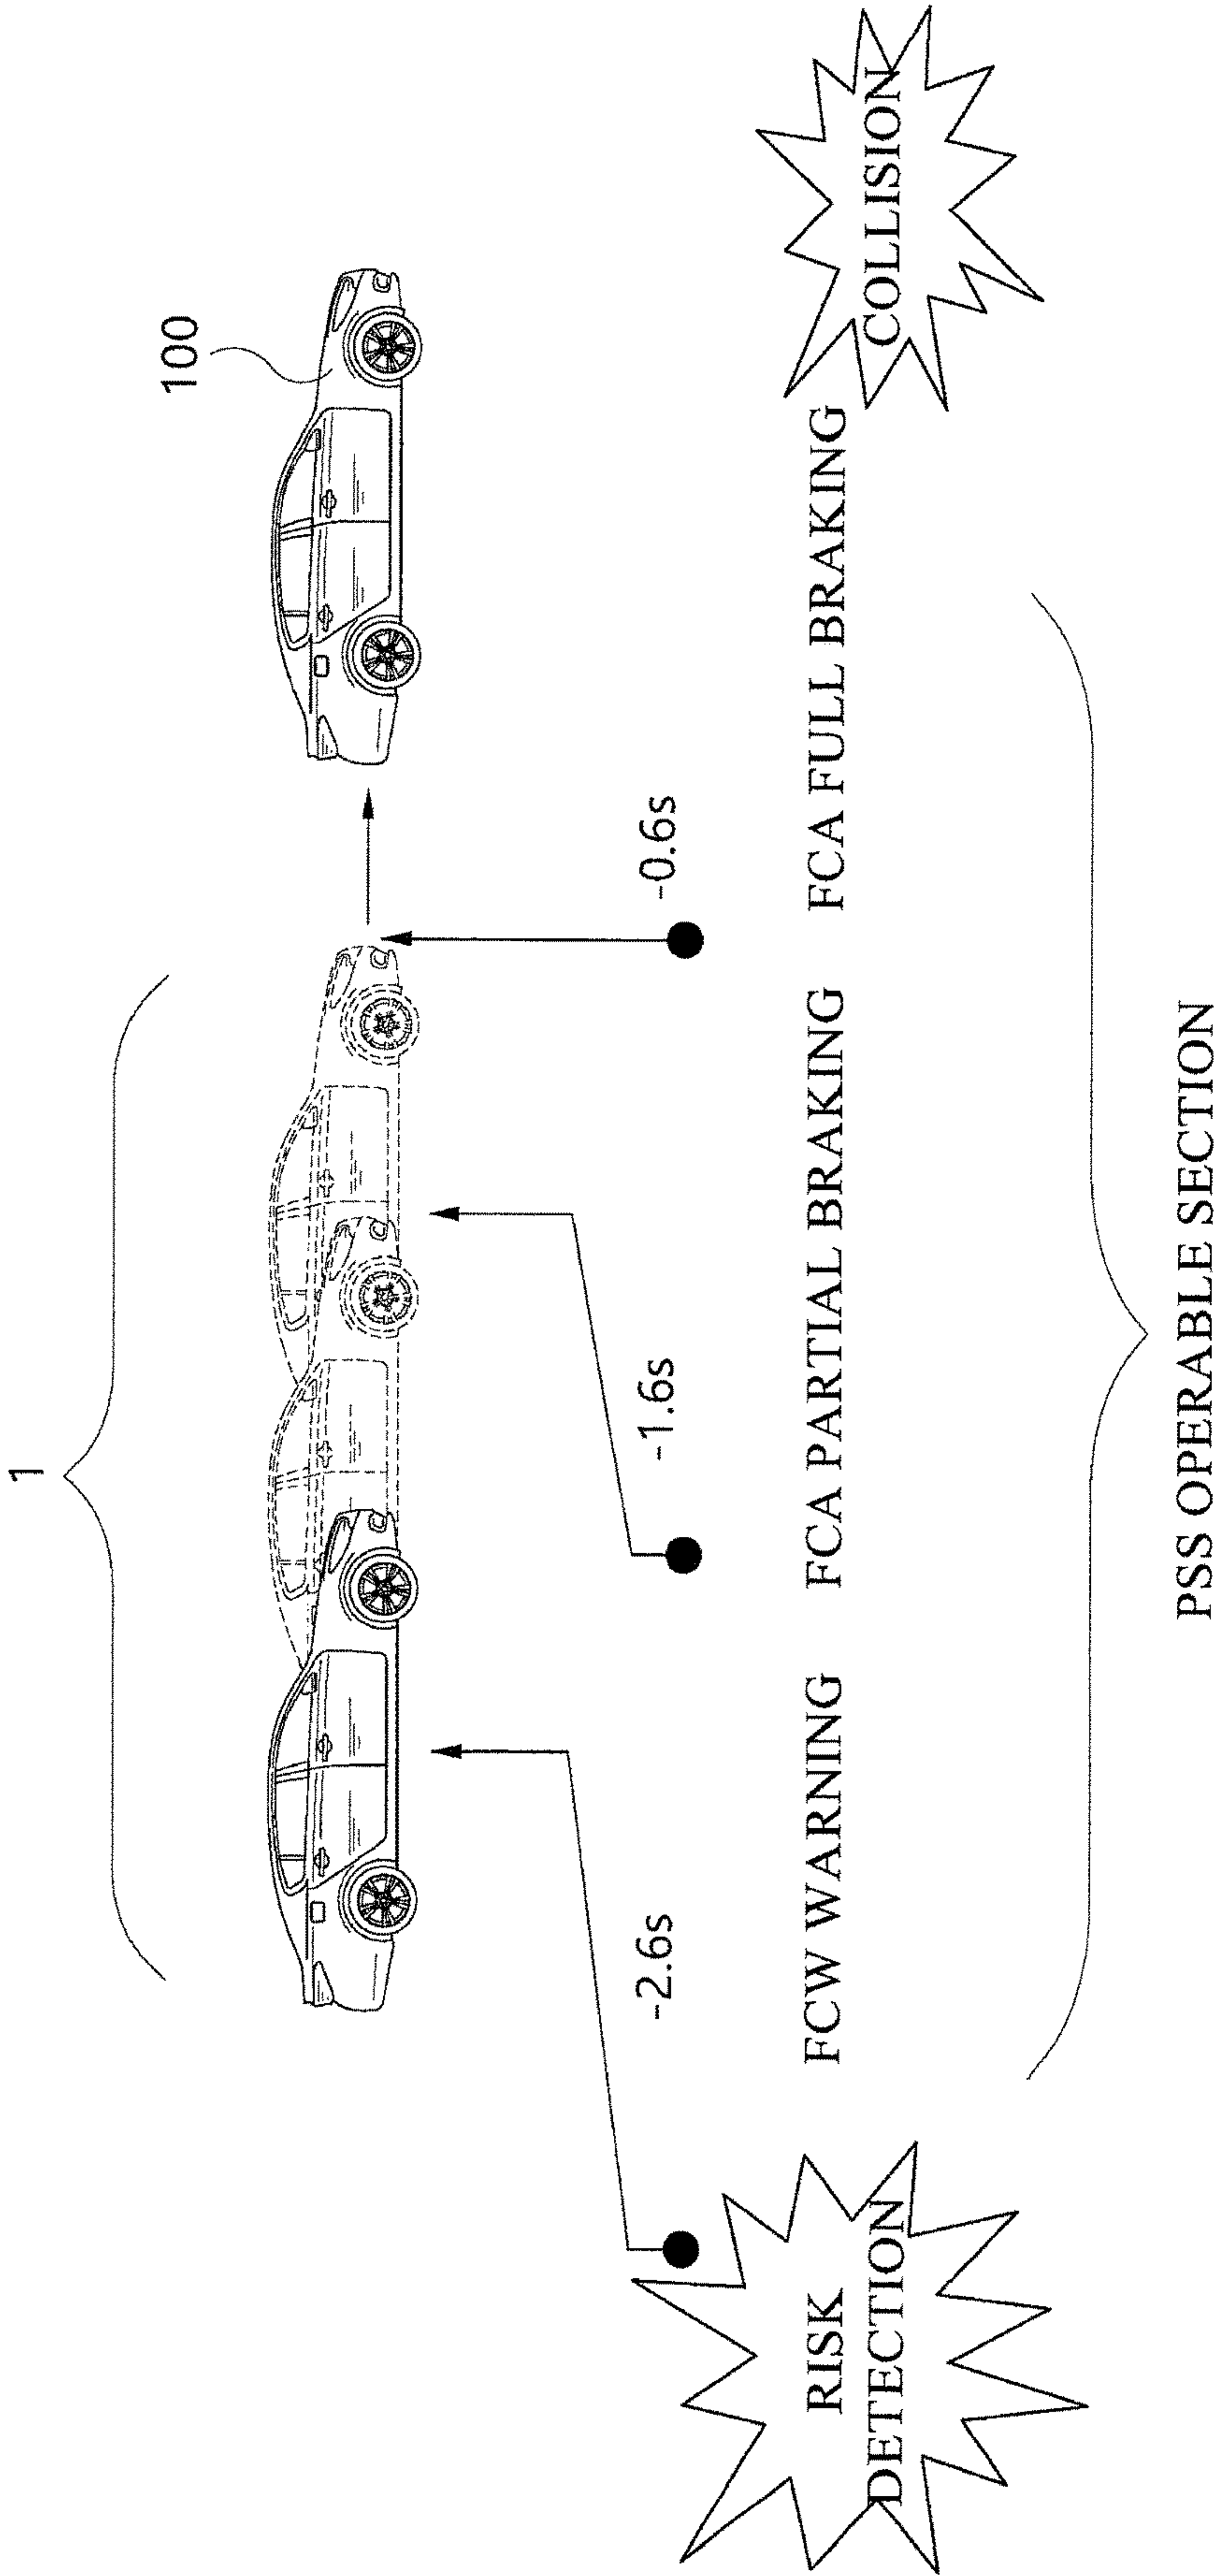 1
100
-2.6s
-1.6s
-0.6s
RISK
DETECTION
FCW WARNING
FCA PARTIAL BRAKING
FCA FULL BRAKING
COLLISION
PSS OPERABLE SECTION